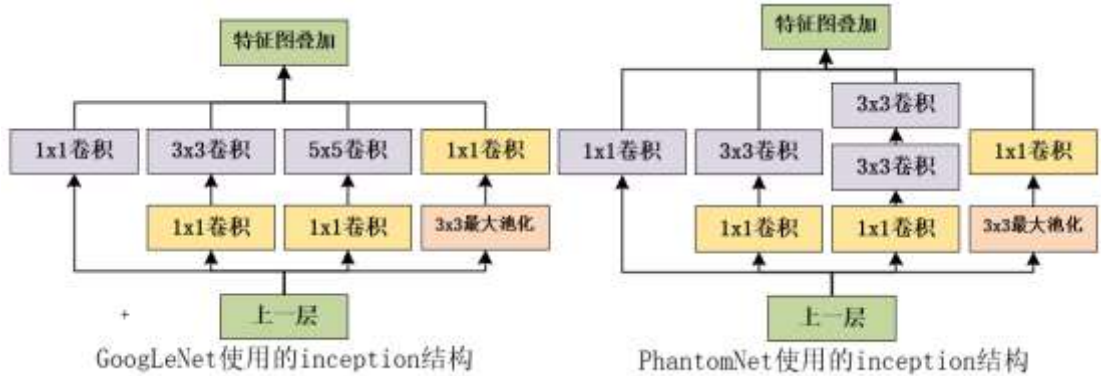 特征图叠加
1x1卷积
3x3卷积
5x5卷积
1x1卷积
1x1卷积
1x1卷积
3x3最大池化
上一层
GoogLeNet使用的inception结构
特征图叠加
3x3卷积
1x1卷积
3x3卷积
3x3卷积
1x1卷积
1x1卷积
1x1卷积
3x3最大池化
上一层
PhantomNet使用的inception结构